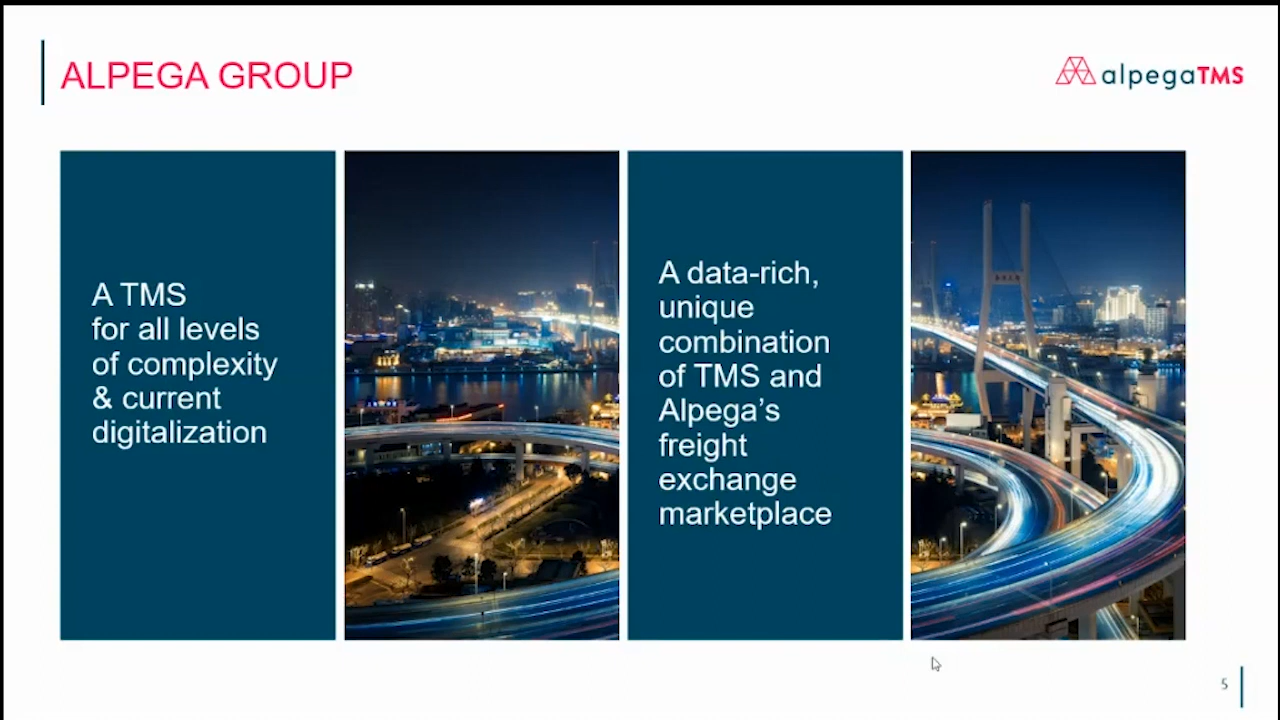 ALPEGA GROUP
alpegaTMS
A TMS
for all levels
of complexity
& current
digitalization
A data-rich,
unique
combination
of TMS and
Alpega’s
freight
exchange
marketplace
5